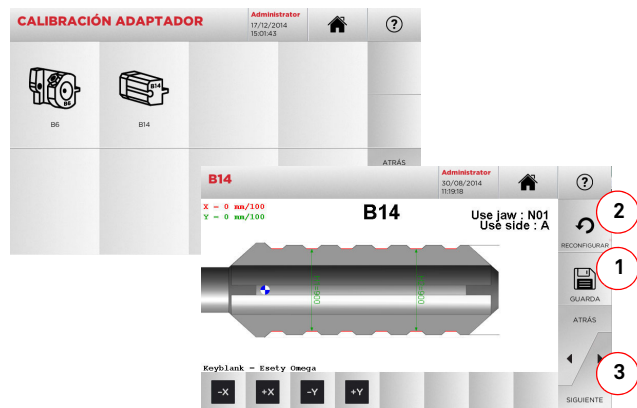 CALIBRACIÓN ADAPTADOR
Administrator
17/12/2014
15:01:43
?
B6
B14
B6
B14
ATRÁS
B14
Administrator
30/08/2014
11:19:18
?
X = 0 mm/100
Y = 0 mm/100
B14
Use jaw : N01
Use side : A
2
RECONFIGURAR
1
GUARDA
ATRÁS
3
SIGUIENTE
Keyblank = Esety Omega
-X
+X
-Y
+Y